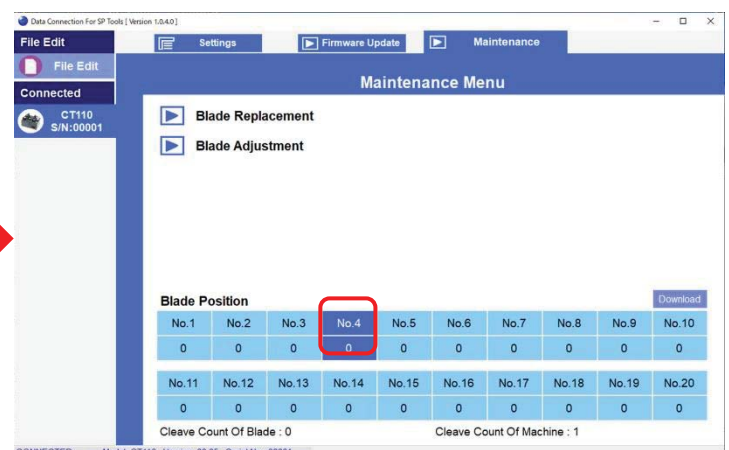 Data Connection For SP Tools [ Version 1.0.4.0 ]
File Edit
Settings
Firmware Update
Maintenance
File Edit
Connected
CT110
S/N:00001
Maintenance Menu
Blade Replacement
Blade Adjustment
Blade Position
Download
No.1 No.2 No.3 No.4 No.5 No.6 No.7 No.8 No.9 No.10
0 0 0 0 0 0 0 0 0 0
No.11 No.12 No.13 No.14 No.15 No.16 No.17 No.18 No.19 No.20
0 0 0 0 0 0 0 0 0 0
Cleave Count Of Blade : 0 Cleave Count Of Machine : 1